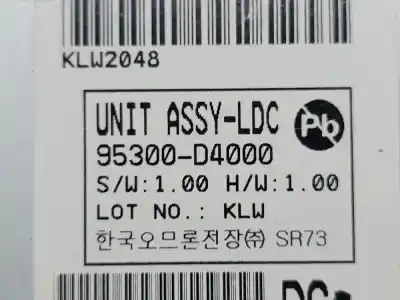 KLW2048
UNIT ASSY-LDC Pb
95300-D4000
S/W:1.00 H/W:1.00
LOT NO.: KLW
한국오므론전장㈜ SR73